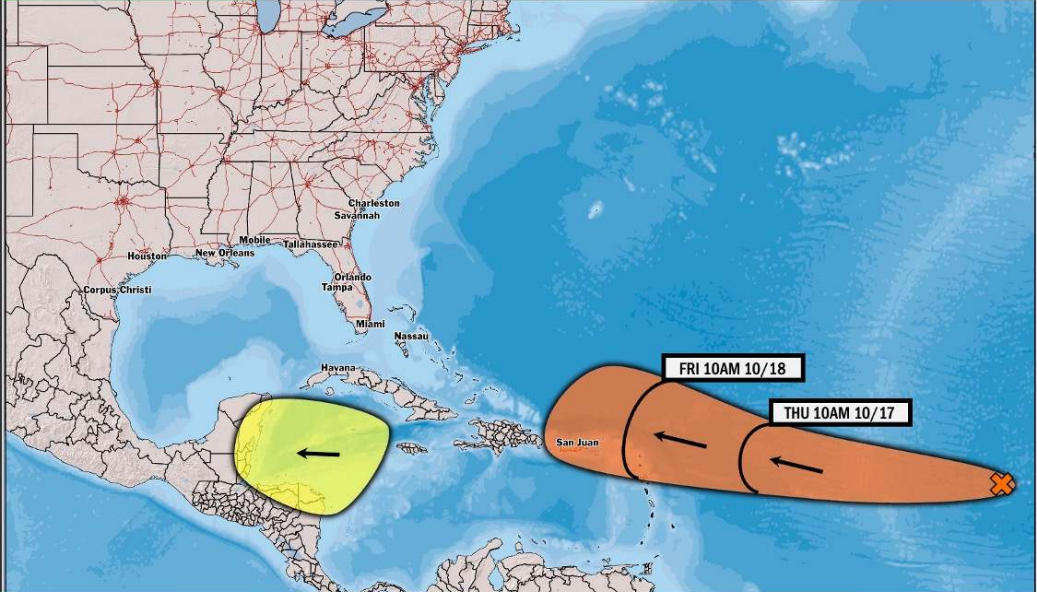 Charleston
Savannah
Mobile
Tallahassee
New Orleans
Houston
Orlando
Tampa
Corpus Christi
Miami
Nassau
Havana
FRI 10AM 10/18
THU 10AM 10/17
San Juan